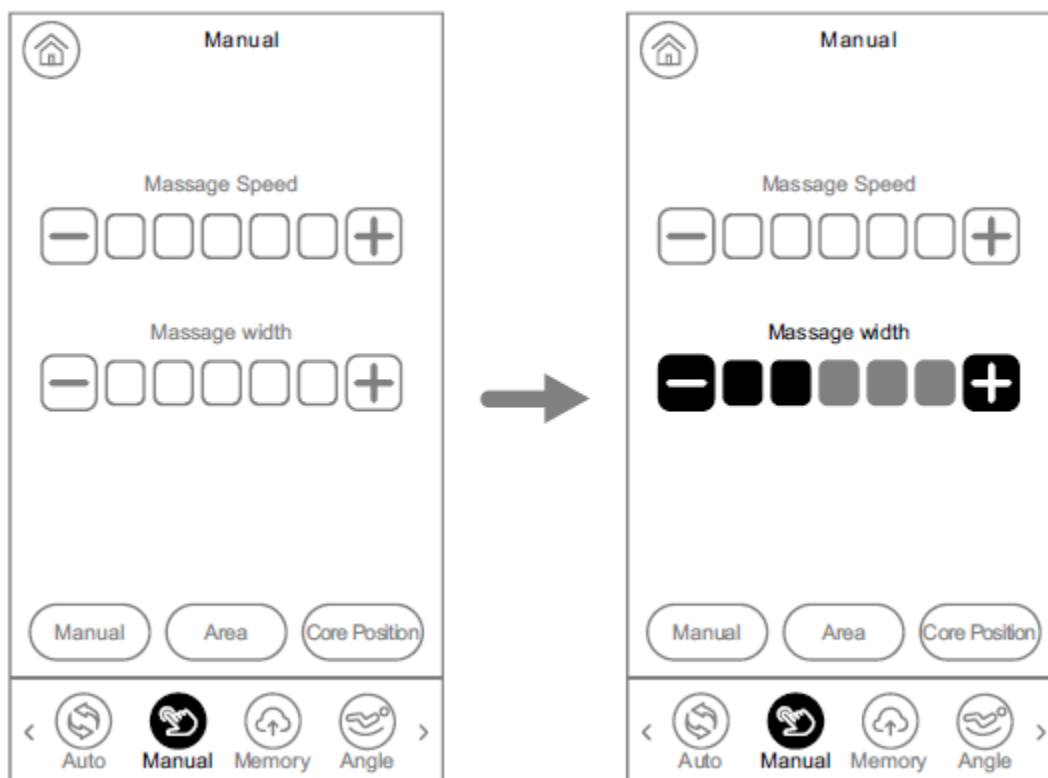 Manual
Massage Speed
Massage width
Manual Area Core Position
Auto Manual Memory Angle
Manual
Massage Speed
Massage width
Manual Area Core Position
Auto Manual Memory Angle